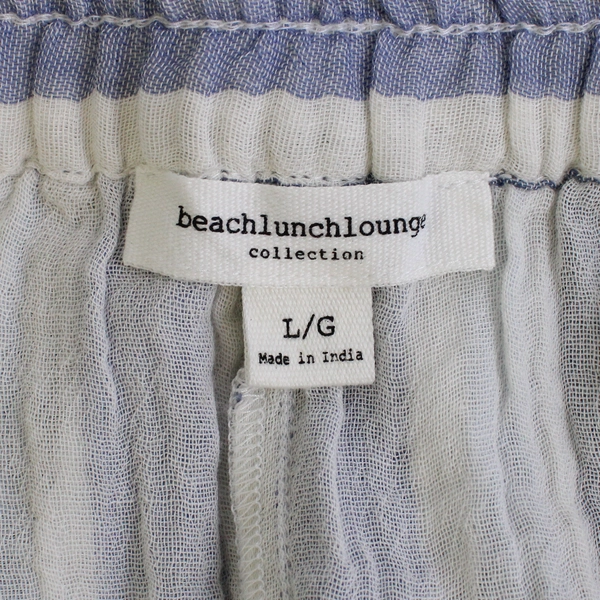 beachlunchlounge
collection
L/G
Made in India